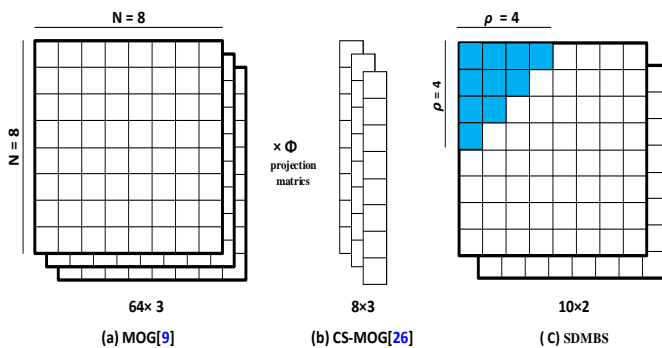 N = 8
N = 8
× Φ
projection
matrics
ρ = 4
ρ = 4
64× 3
8×3
10×2
(a) MOG[9]
(b) CS-MOG[26]
( C) SDMBS